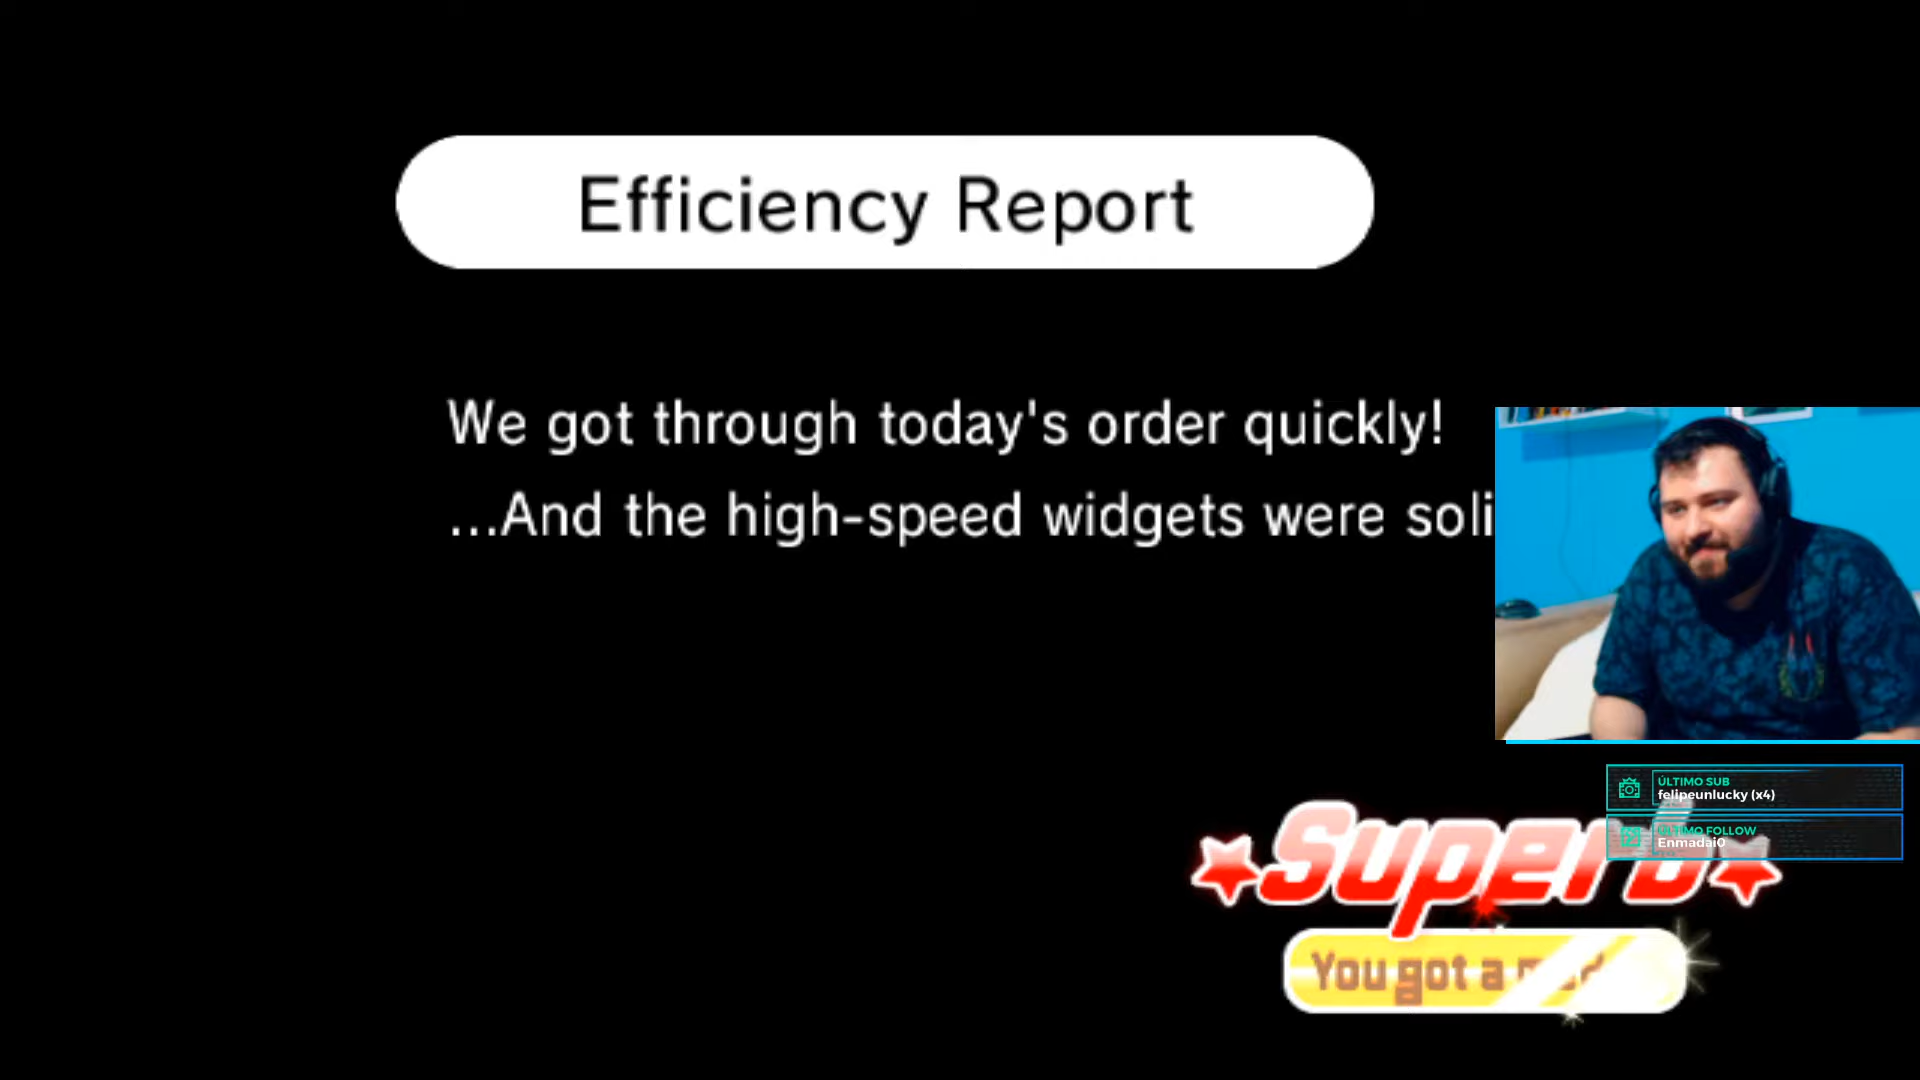 Efficiency Report
We got through today's order quickly!
...And the high-speed widgets were soli
ÚLTIMO SUB
felipeunlucky (x4)
ÚLTIMO FOLLOW
Enmadai0
Superb
You got a